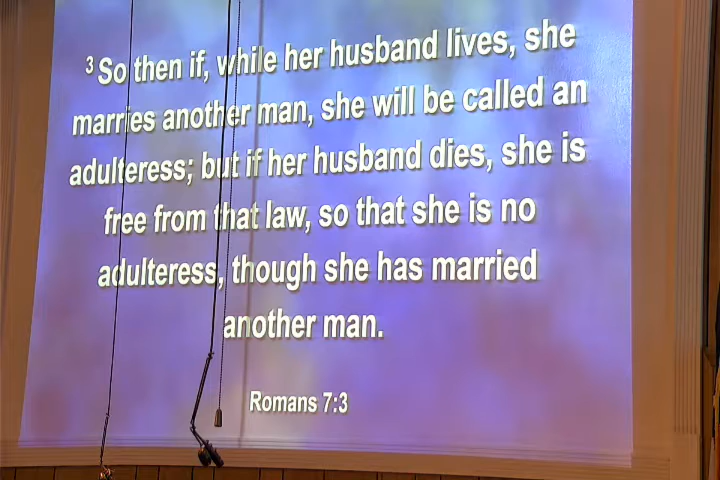 3 So then if, while her husband lives, she
marries another man, she will be called an
adulteress; but if her husband dies, she is
free from that law, so that she is no
adulteress, though she has married
another man.
Romans 7:3